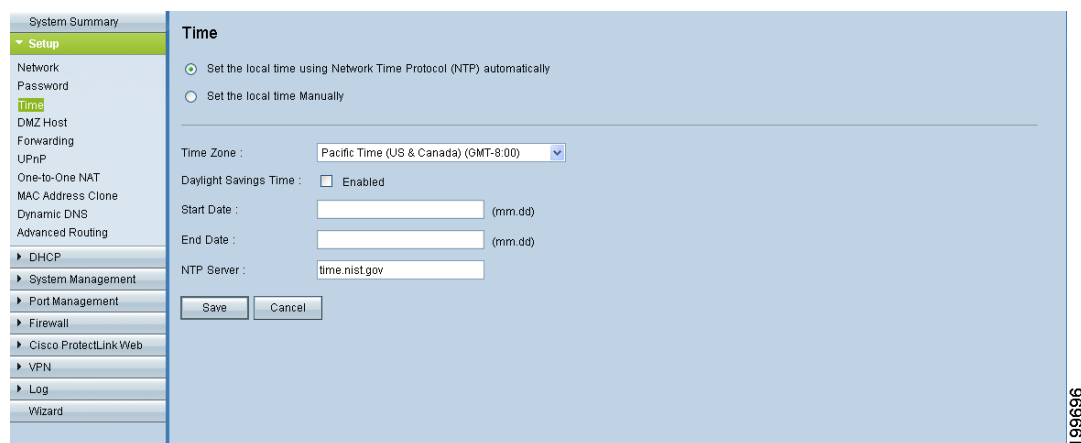 System Summary
Setup
Network
Password
Time
DMZ Host
Forwarding
UPnP
One-to-One NAT
MAC Address Clone
Dynamic DNS
Advanced Routing
DHCP
System Management
Port Management
Firewall
Cisco ProtectLink Web
VPN
Log
Wizard
Time
Set the local time using Network Time Protocol (NTP) automatically
Set the local time Manually
Time Zone : Pacific Time (US & Canada) (GMT-8:00)
Daylight Savings Time : Enabled
Start Date : (mm.dd)
End Date : (mm.dd)
NTP Server : time.nist.gov
Save Cancel
199696